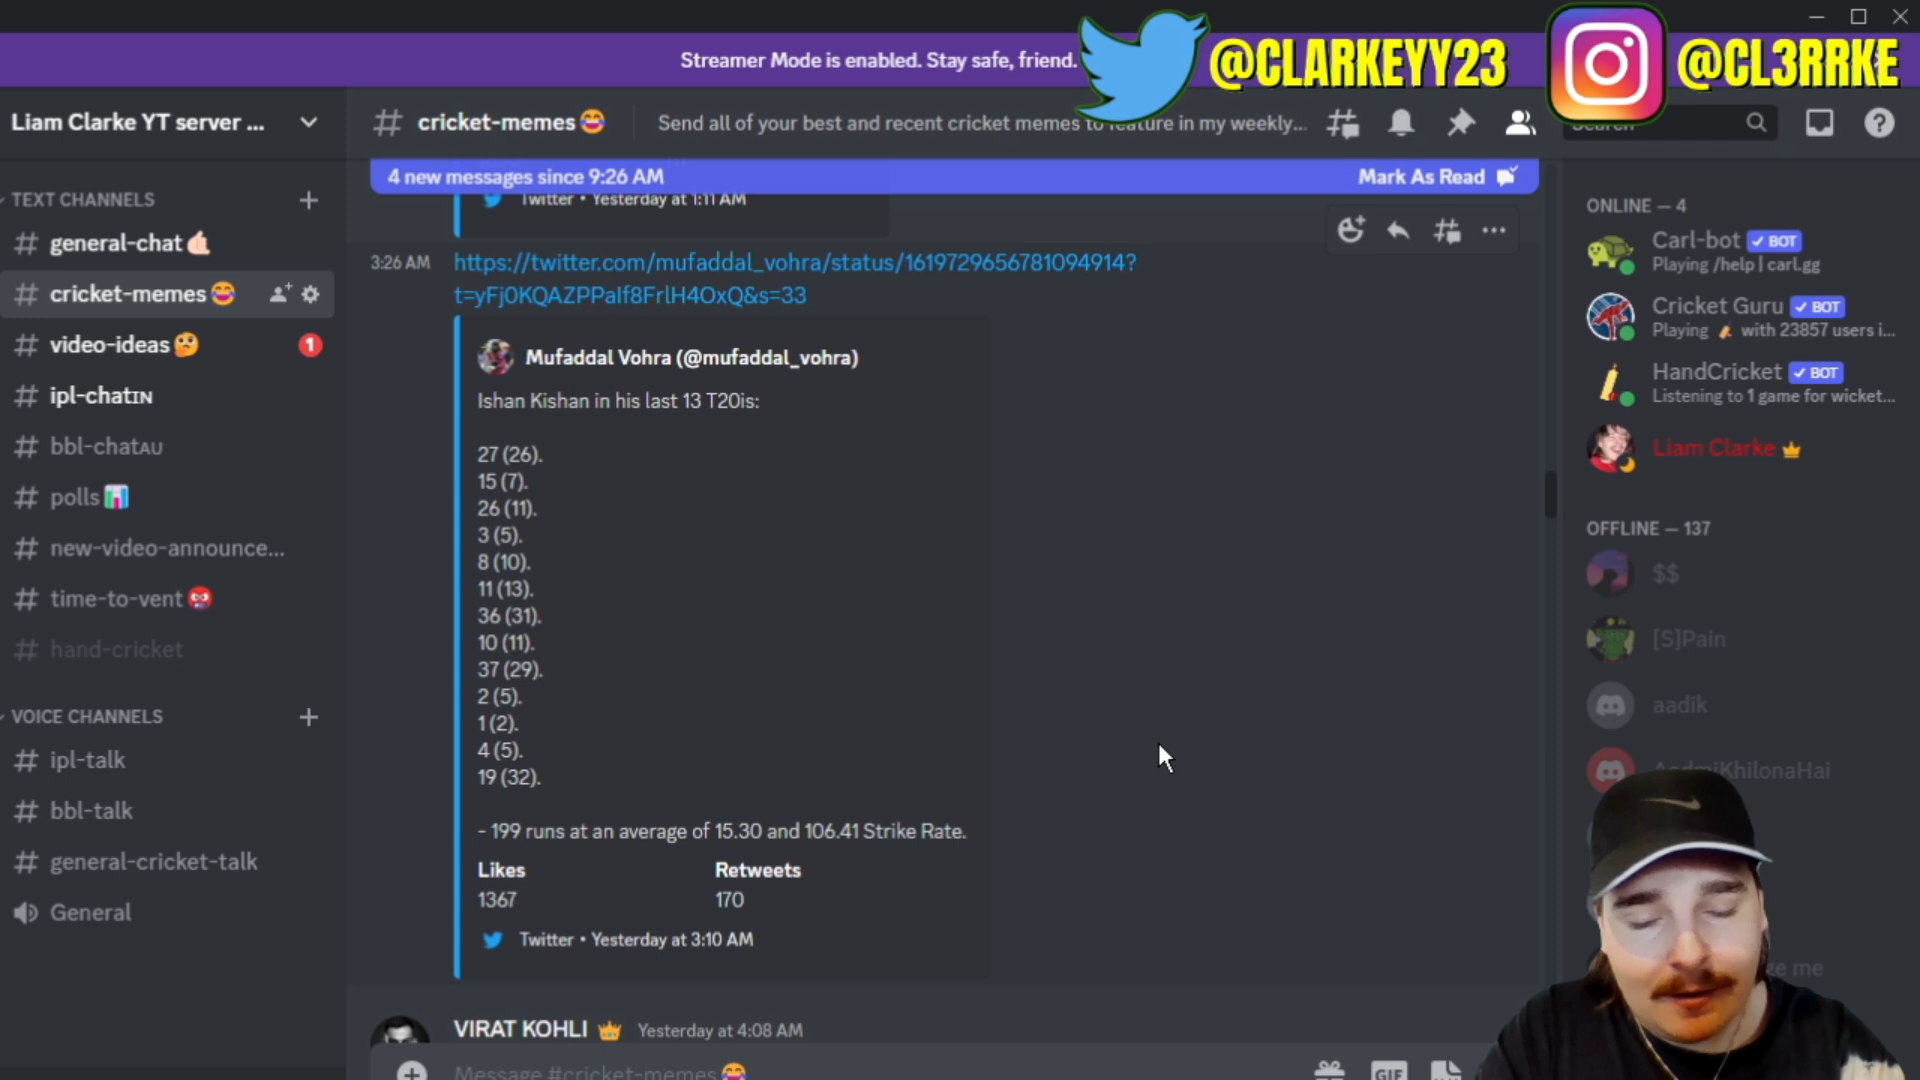 Streamer Mode is enabled. Stay safe, friend.
@CLARKEYY23
@CL3RRKE
Liam Clarke YT server ...
cricket-memes😂
Send all of your best and recent cricket memes to feature in my weekly...
Search
4 new messages since 9:26 AM
Mark As Read
TEXT CHANNELS
general-chat🤙🏻
cricket-memes😂
video-ideas🤔
1
ipl-chatIN
bbl-chatAU
polls📊
new-video-announce...
time-to-vent👹
hand-cricket
VOICE CHANNELS
ipl-talk
bbl-talk
general-cricket-talk
General
Twitter • Yesterday at 1:11 AM
3:26 AM
https://twitter.com/mufaddal_vohra/status/1619729656781094914?
t=yFj0KQAZPPaIf8FrlH4OxQ&s=33
Mufaddal Vohra (@mufaddal_vohra)
Ishan Kishan in his last 13 T20is:
27 (26).
15 (7).
26 (11).
3 (5).
8 (10).
11 (13).
36 (31).
10 (11).
37 (29).
2 (5).
1 (2).
4 (5).
19 (32).
- 199 runs at an average of 15.30 and 106.41 Strike Rate.
Likes
Retweets
1367
170
Twitter • Yesterday at 3:10 AM
VIRAT KOHLI
Yesterday at 4:08 AM
Message #cricket-memes😂
GIF
ONLINE — 4
Carl-bot ✓ BOT
Playing /help | carl.gg
Cricket Guru ✓ BOT
Playing 🏏 with 23857 users i...
HandCricket ✓ BOT
Listening to 1 game for wicket...
Liam Clarke
OFFLINE — 137
$$
[S]Pain
aadik
AadmiKhilonaHai
me